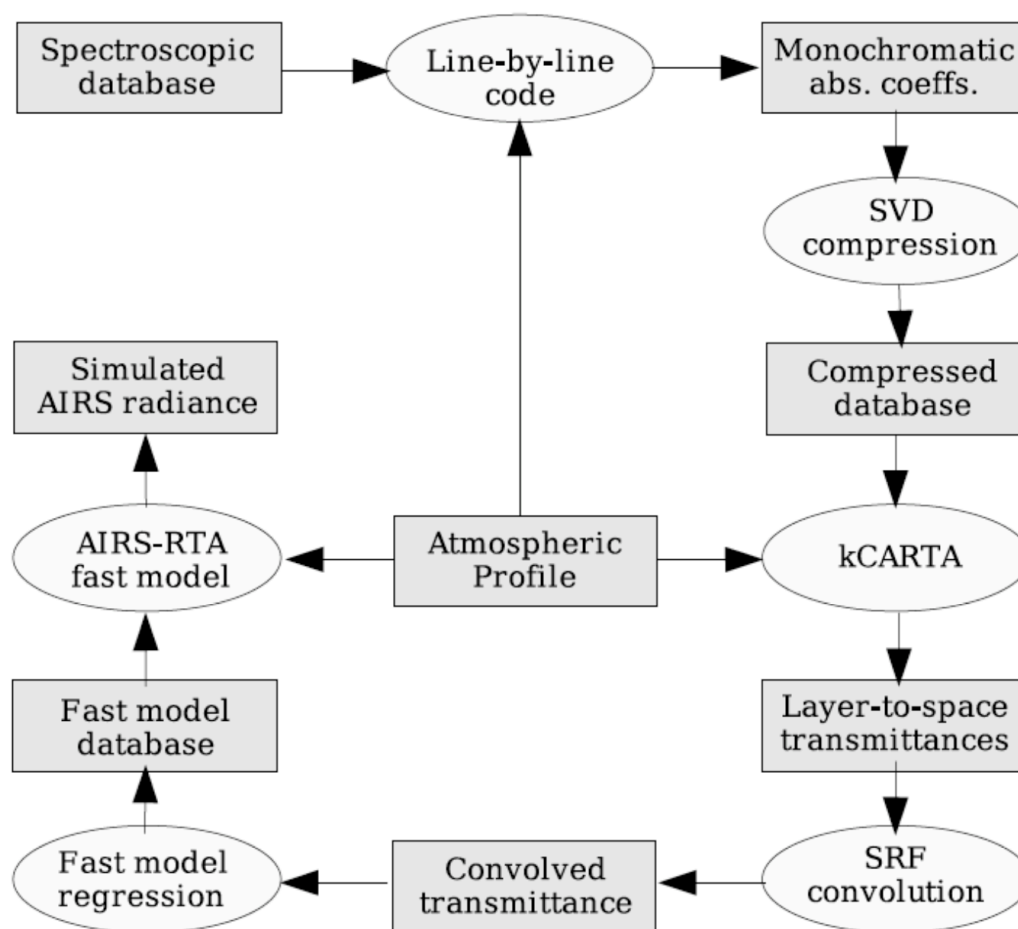 Spectroscopic
database
Line-by-line
code
Monochromatic
abs. coeffs.
SVD
compression
Simulated
AIRS radiance
Compressed
database
AIRS-RTA
fast model
Atmospheric
Profile
kCARTA
Fast model
database
Layer-to-space
transmittances
Fast model
regression
Convolved
transmittance
SRF
convolution